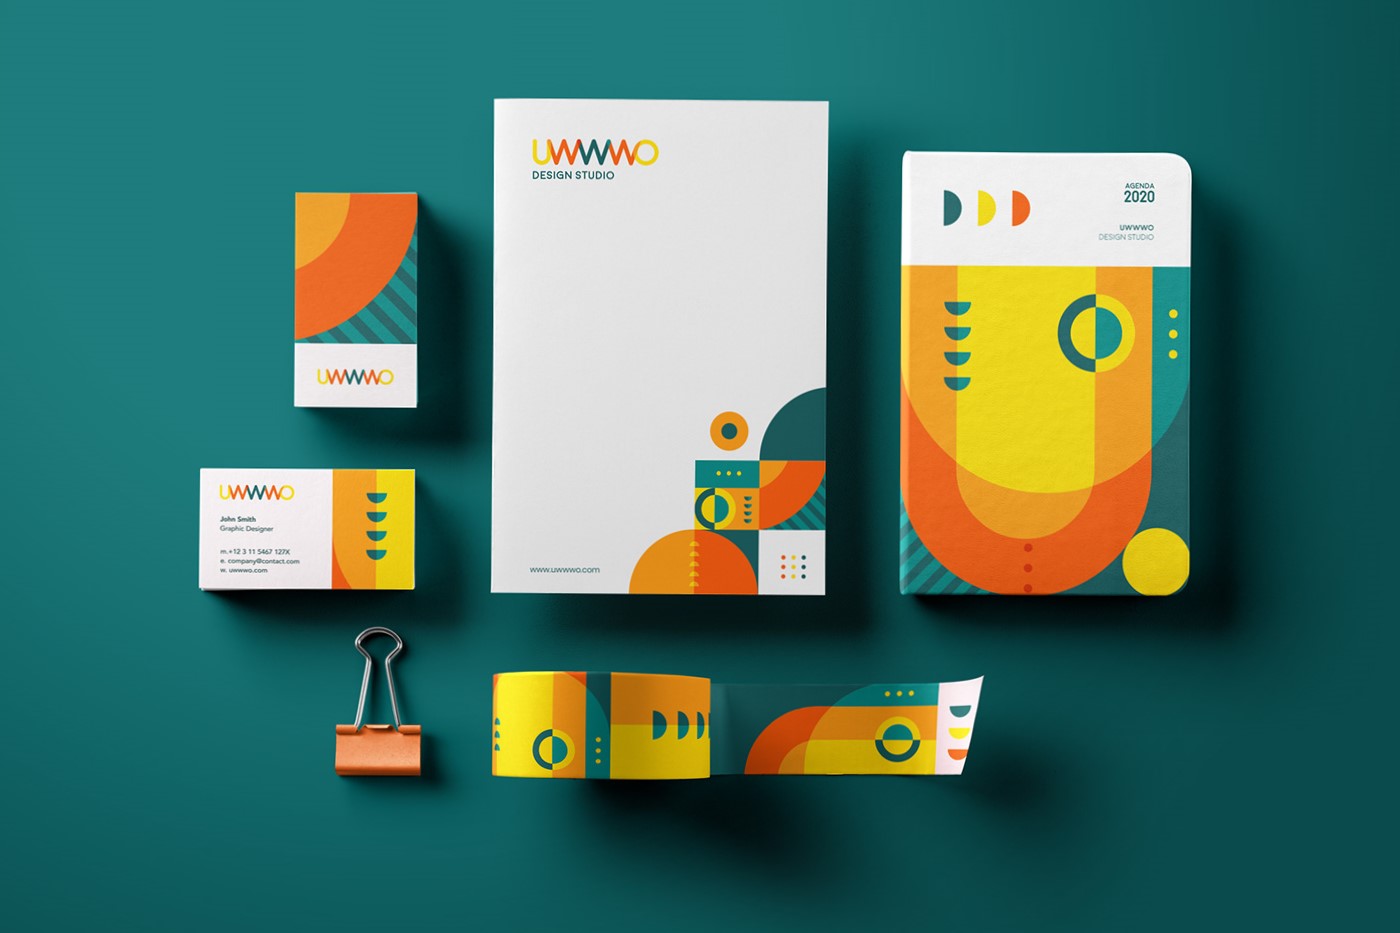 UWWWO
DESIGN STUDIO
www.uwwwo.com
AGENDA
2020
UWWWO
DESIGN STUDIO
UWWWO
UWWWO
John Smith
Graphic Designer
m.+12 3 11 5467 127X
e. company@contact.com
w. uwwwo.com